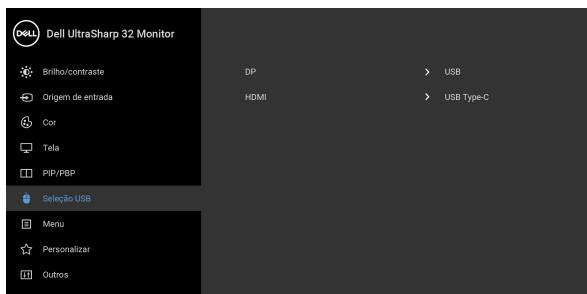 DELL Dell UltraSharp 32 Monitor
Brilho/contraste DP > USB
Origem de entrada HDMI > USB Type-C
Cor
Tela
PIP/PBP
Seleção USB
Menu
Personalizar
Outros